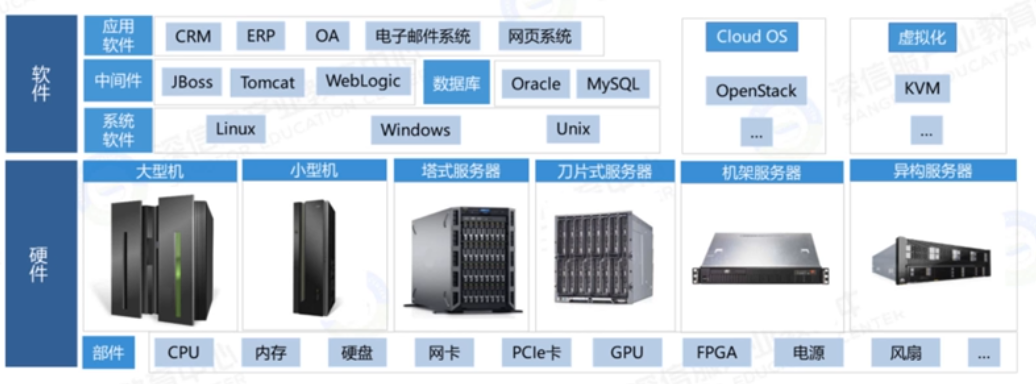 软件
应用软件
CRM
ERP
OA
电子邮件系统
网页系统
Cloud OS
虚拟化
中间件
JBoss
Tomcat
WebLogic
数据库
Oracle
MySQL
OpenStack
KVM
系统软件
Linux
Windows
Unix
...
...
硬件
大型机
小型机
塔式服务器
刀片式服务器
机架服务器
异构服务器
部件
CPU
内存
硬盘
网卡
PCIe卡
GPU
FPGA
电源
风扇
...